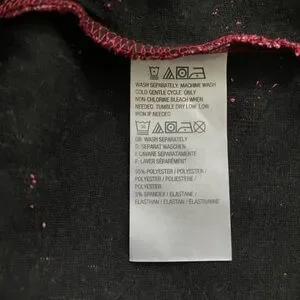 WASH SEPARATELY: MACHINE WASH
COLD GENTLE CYCLE ONLY
NON-CHLORINE BLEACH WHEN
NEEDED. TUMBLE DRY LOW. LOW
IRON IF NEEDED
GB: WASH SEPARATELY
D: SEPARAT WASCHEN
I: LAVARE SÉPARATAMENTE
F: LAVER SÉPARÉMENT
95% POLYESTER / POLYESTER /
POLYESTER / POLIESTERE /
POLYESTER
5% SPANDEX / ELASTANE /
ELASTHAN / ELASTAN / ELASTHANNE